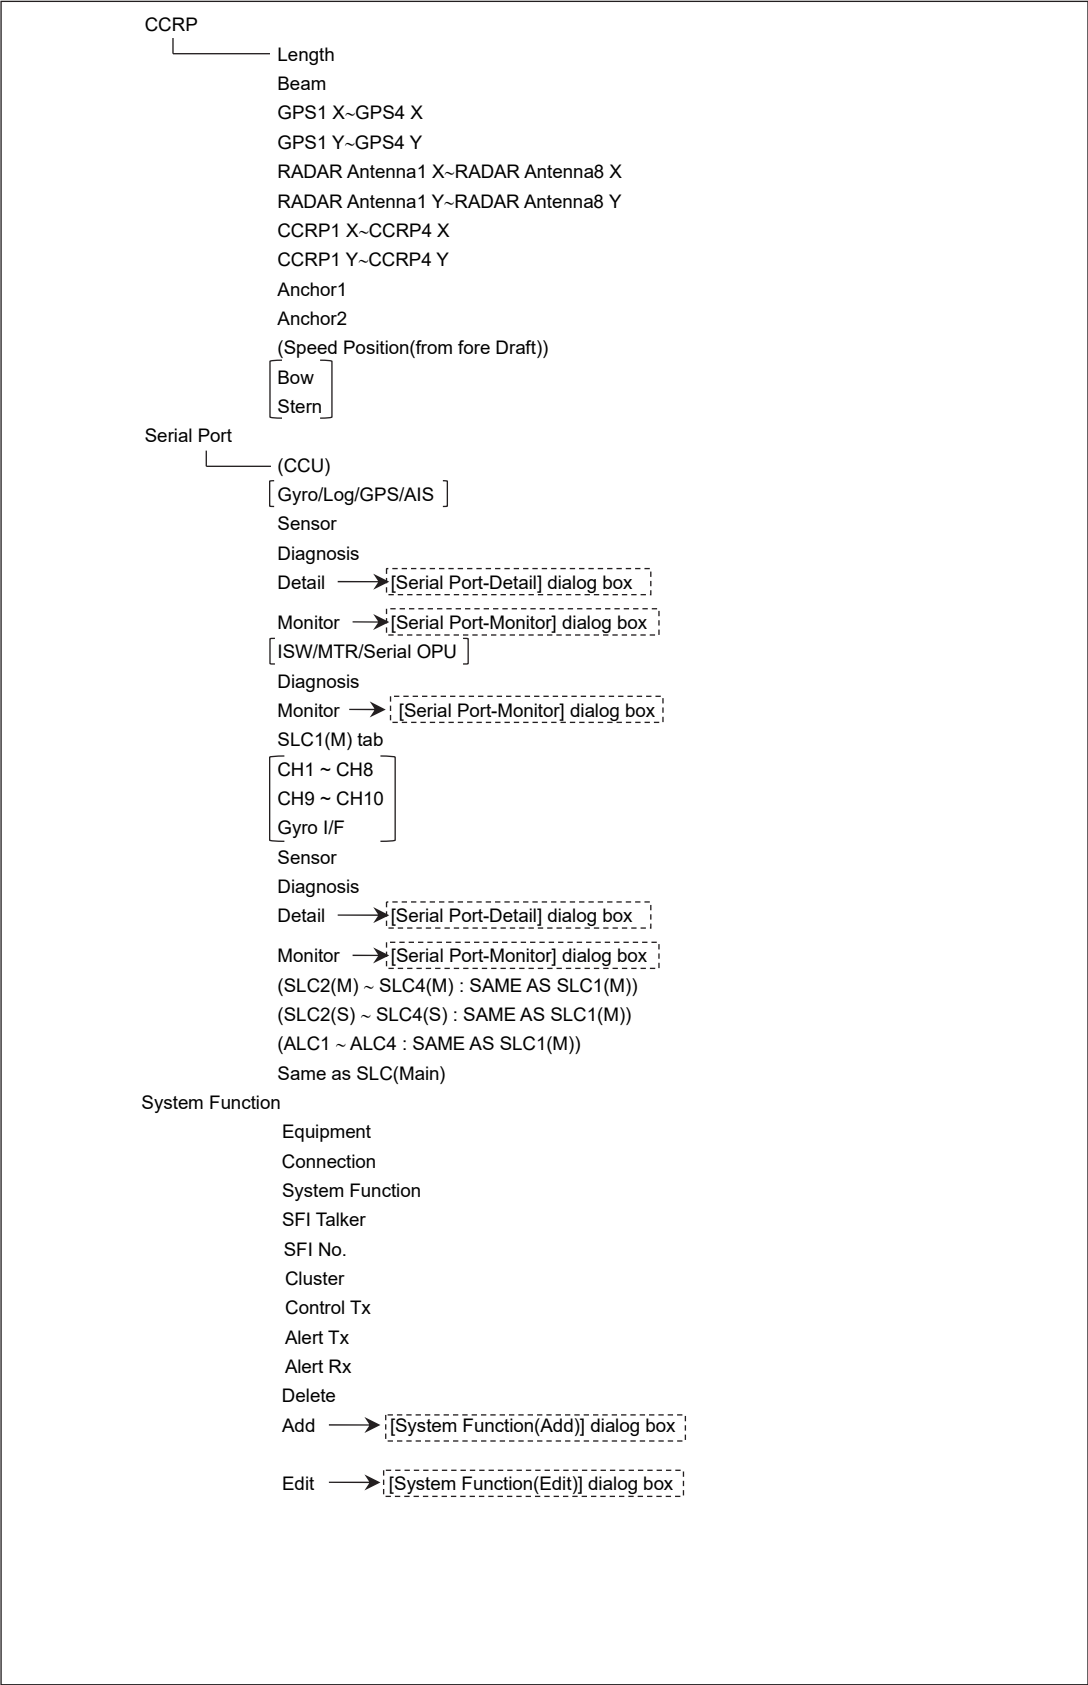 CCRP
Length
Beam
GPS1 X~GPS4 X
GPS1 Y~GPS4 Y
RADAR Antenna1 X~RADAR Antenna8 X
RADAR Antenna1 Y~RADAR Antenna8 Y
CCRP1 X~CCRP4 X
CCRP1 Y~CCRP4 Y
Anchor1
Anchor2
(Speed Position(from fore Draft))
Bow
Stern
Serial Port
(CCU)
[Gyro/Log/GPS/AIS ]
Sensor
Diagnosis
Detail [Serial Port-Detail] dialog box
Monitor [Serial Port-Monitor] dialog box
[ISW/MTR/Serial OPU ]
Diagnosis
Monitor [Serial Port-Monitor] dialog box
SLC1(M) tab
CH1 ~ CH8
CH9 ~ CH10
Gyro I/F
Sensor
Diagnosis
Detail [Serial Port-Detail] dialog box
Monitor [Serial Port-Monitor] dialog box
(SLC2(M) ~ SLC4(M) : SAME AS SLC1(M))
(SLC2(S) ~ SLC4(S) : SAME AS SLC1(M))
(ALC1 ~ ALC4 : SAME AS SLC1(M))
Same as SLC(Main)
System Function
Equipment
Connection
System Function
SFI Talker
SFI No.
Cluster
Control Tx
Alert Tx
Alert Rx
Delete
Add [System Function(Add)] dialog box
Edit [System Function(Edit)] dialog box